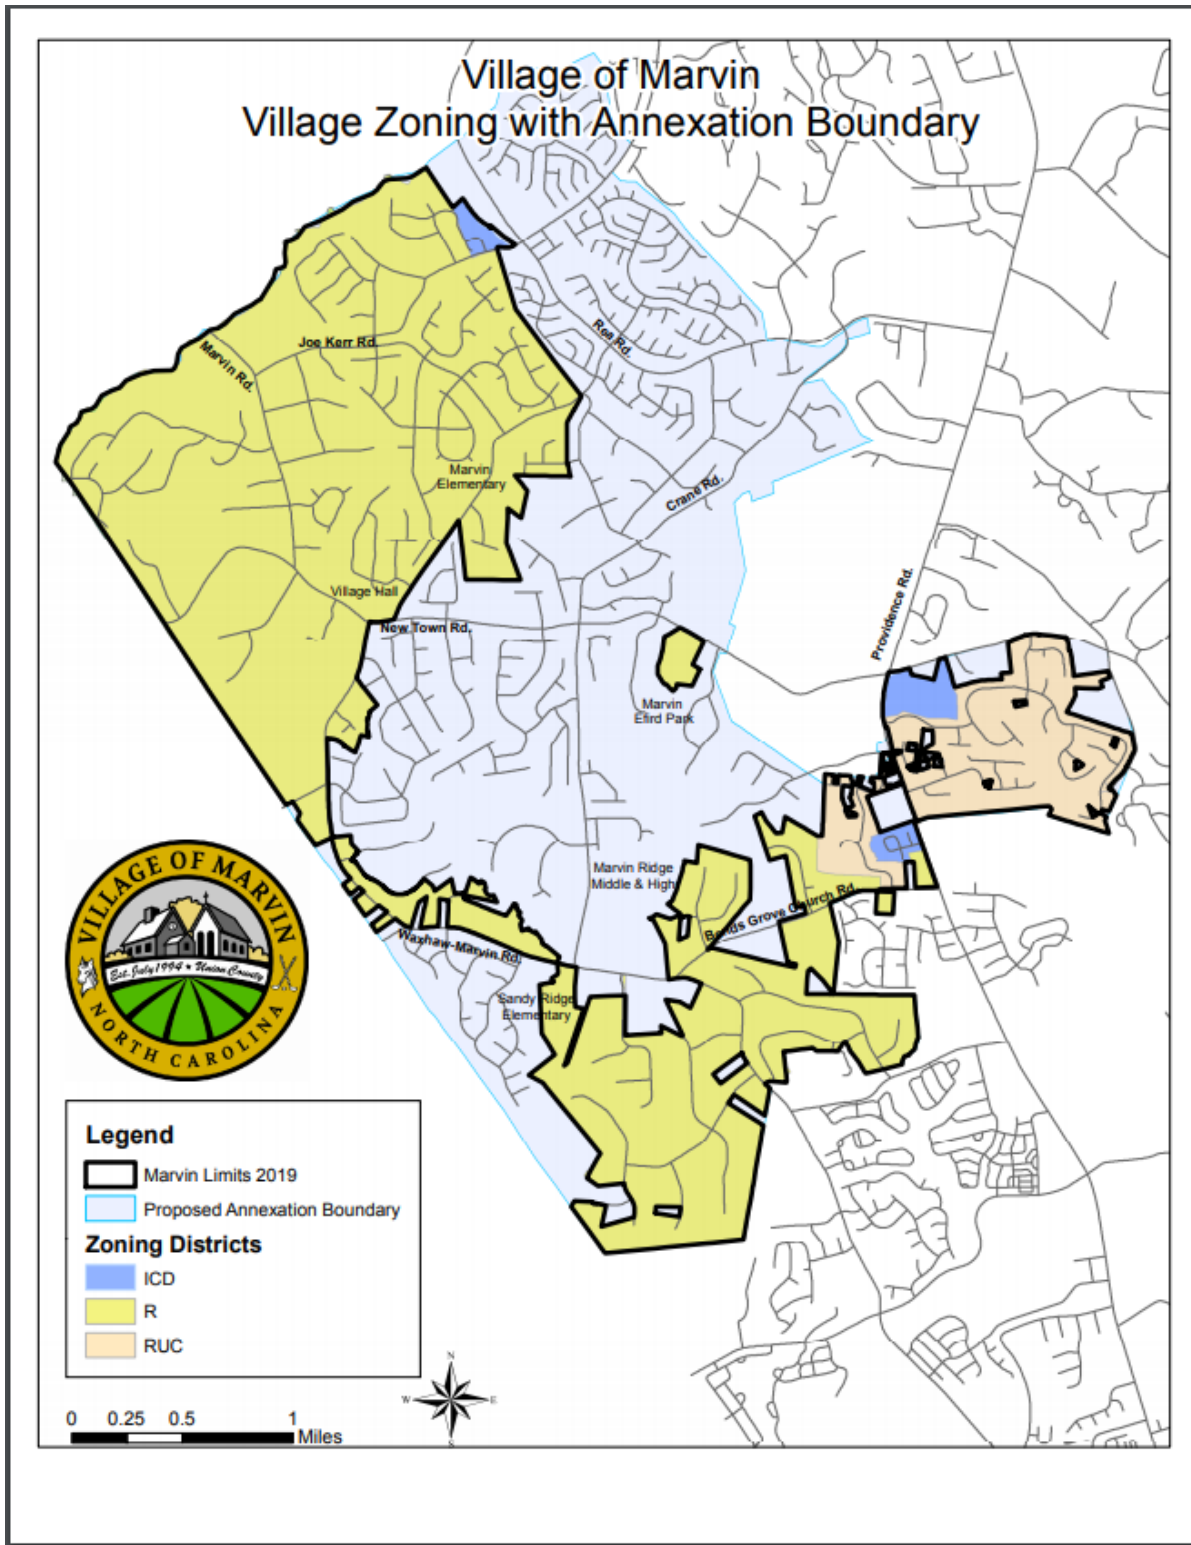 Village of Marvin
Village Zoning with Annexation Boundary
Joe Kerr Rd.
Marvin Rd.
Rea Rd.
Marvin
Elementary
Crane Rd.
Village Hall
New Town Rd.
Providence Rd.
Marvin
Efird Park
Marvin Ridge
Middle & High
Bonds Grove Church Rd.
Waxhaw-Marvin Rd.
Sandy Ridge
Elementary
VILLAGE OF MARVIN
Est. July 1994 ★ Union County
NORTH CAROLINA
Legend
Marvin Limits 2019
Proposed Annexation Boundary
Zoning Districts
ICD
R
RUC
N
W E
S
0 0.25 0.5 1
Miles